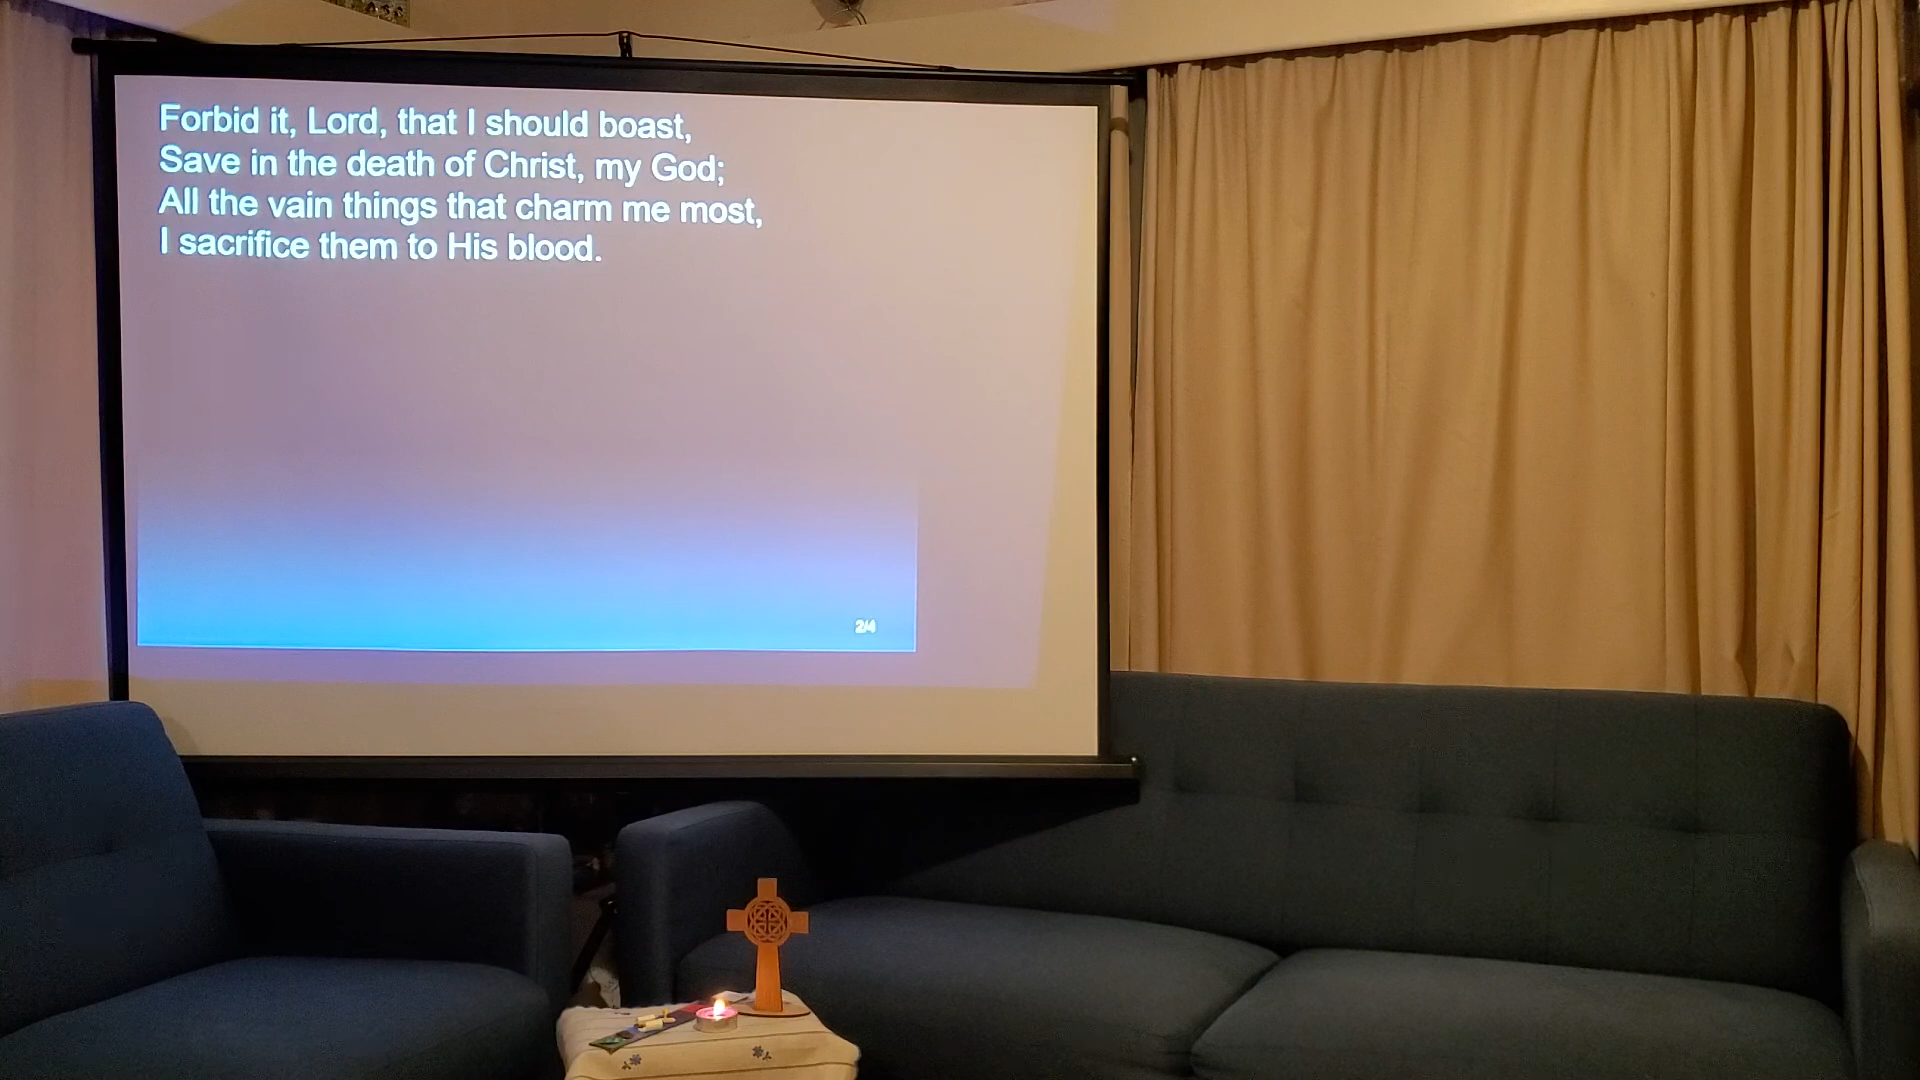 Forbid it, Lord, that I should boast,
Save in the death of Christ, my God;
All the vain things that charm me most,
I sacrifice them to His blood.
2/4